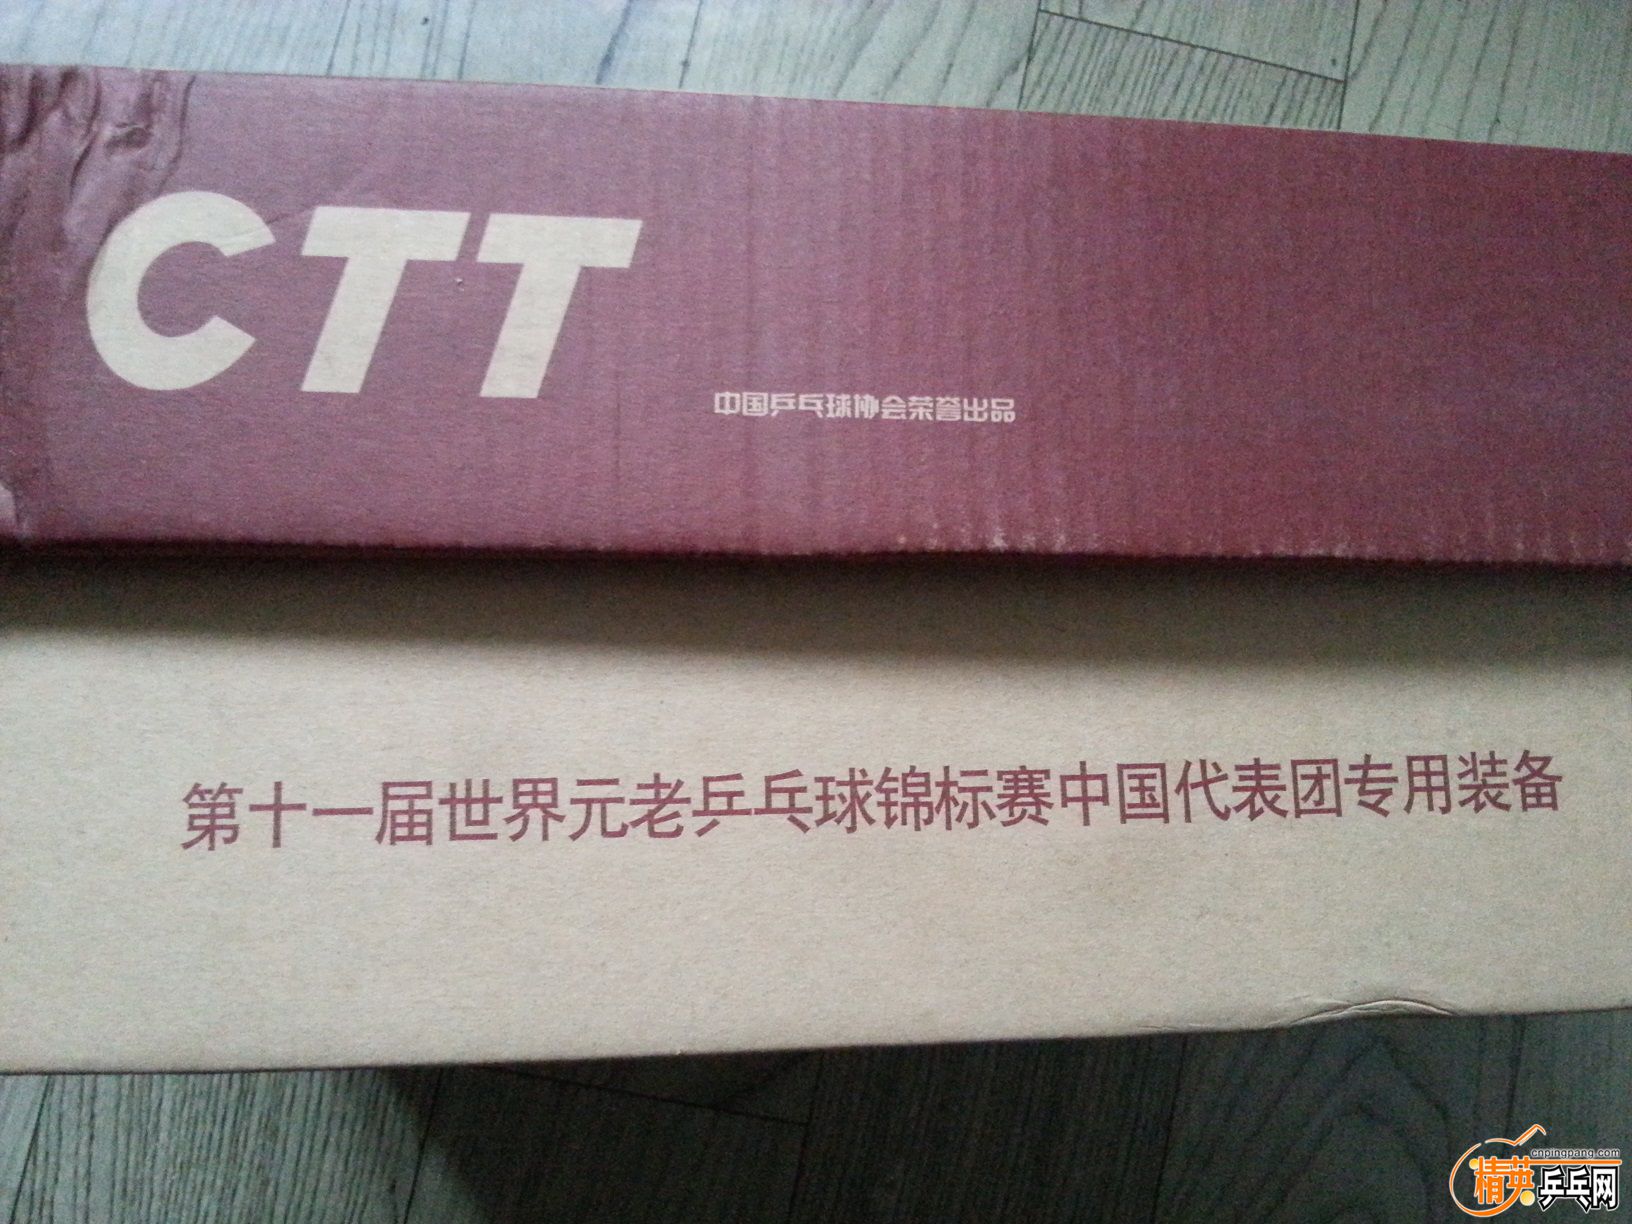 CTT
中国乒乓球协会荣誉出品
第十一届世界元老乒乓球锦标赛中国代表团专用装备
cnpingpang.com
精英乒乓网